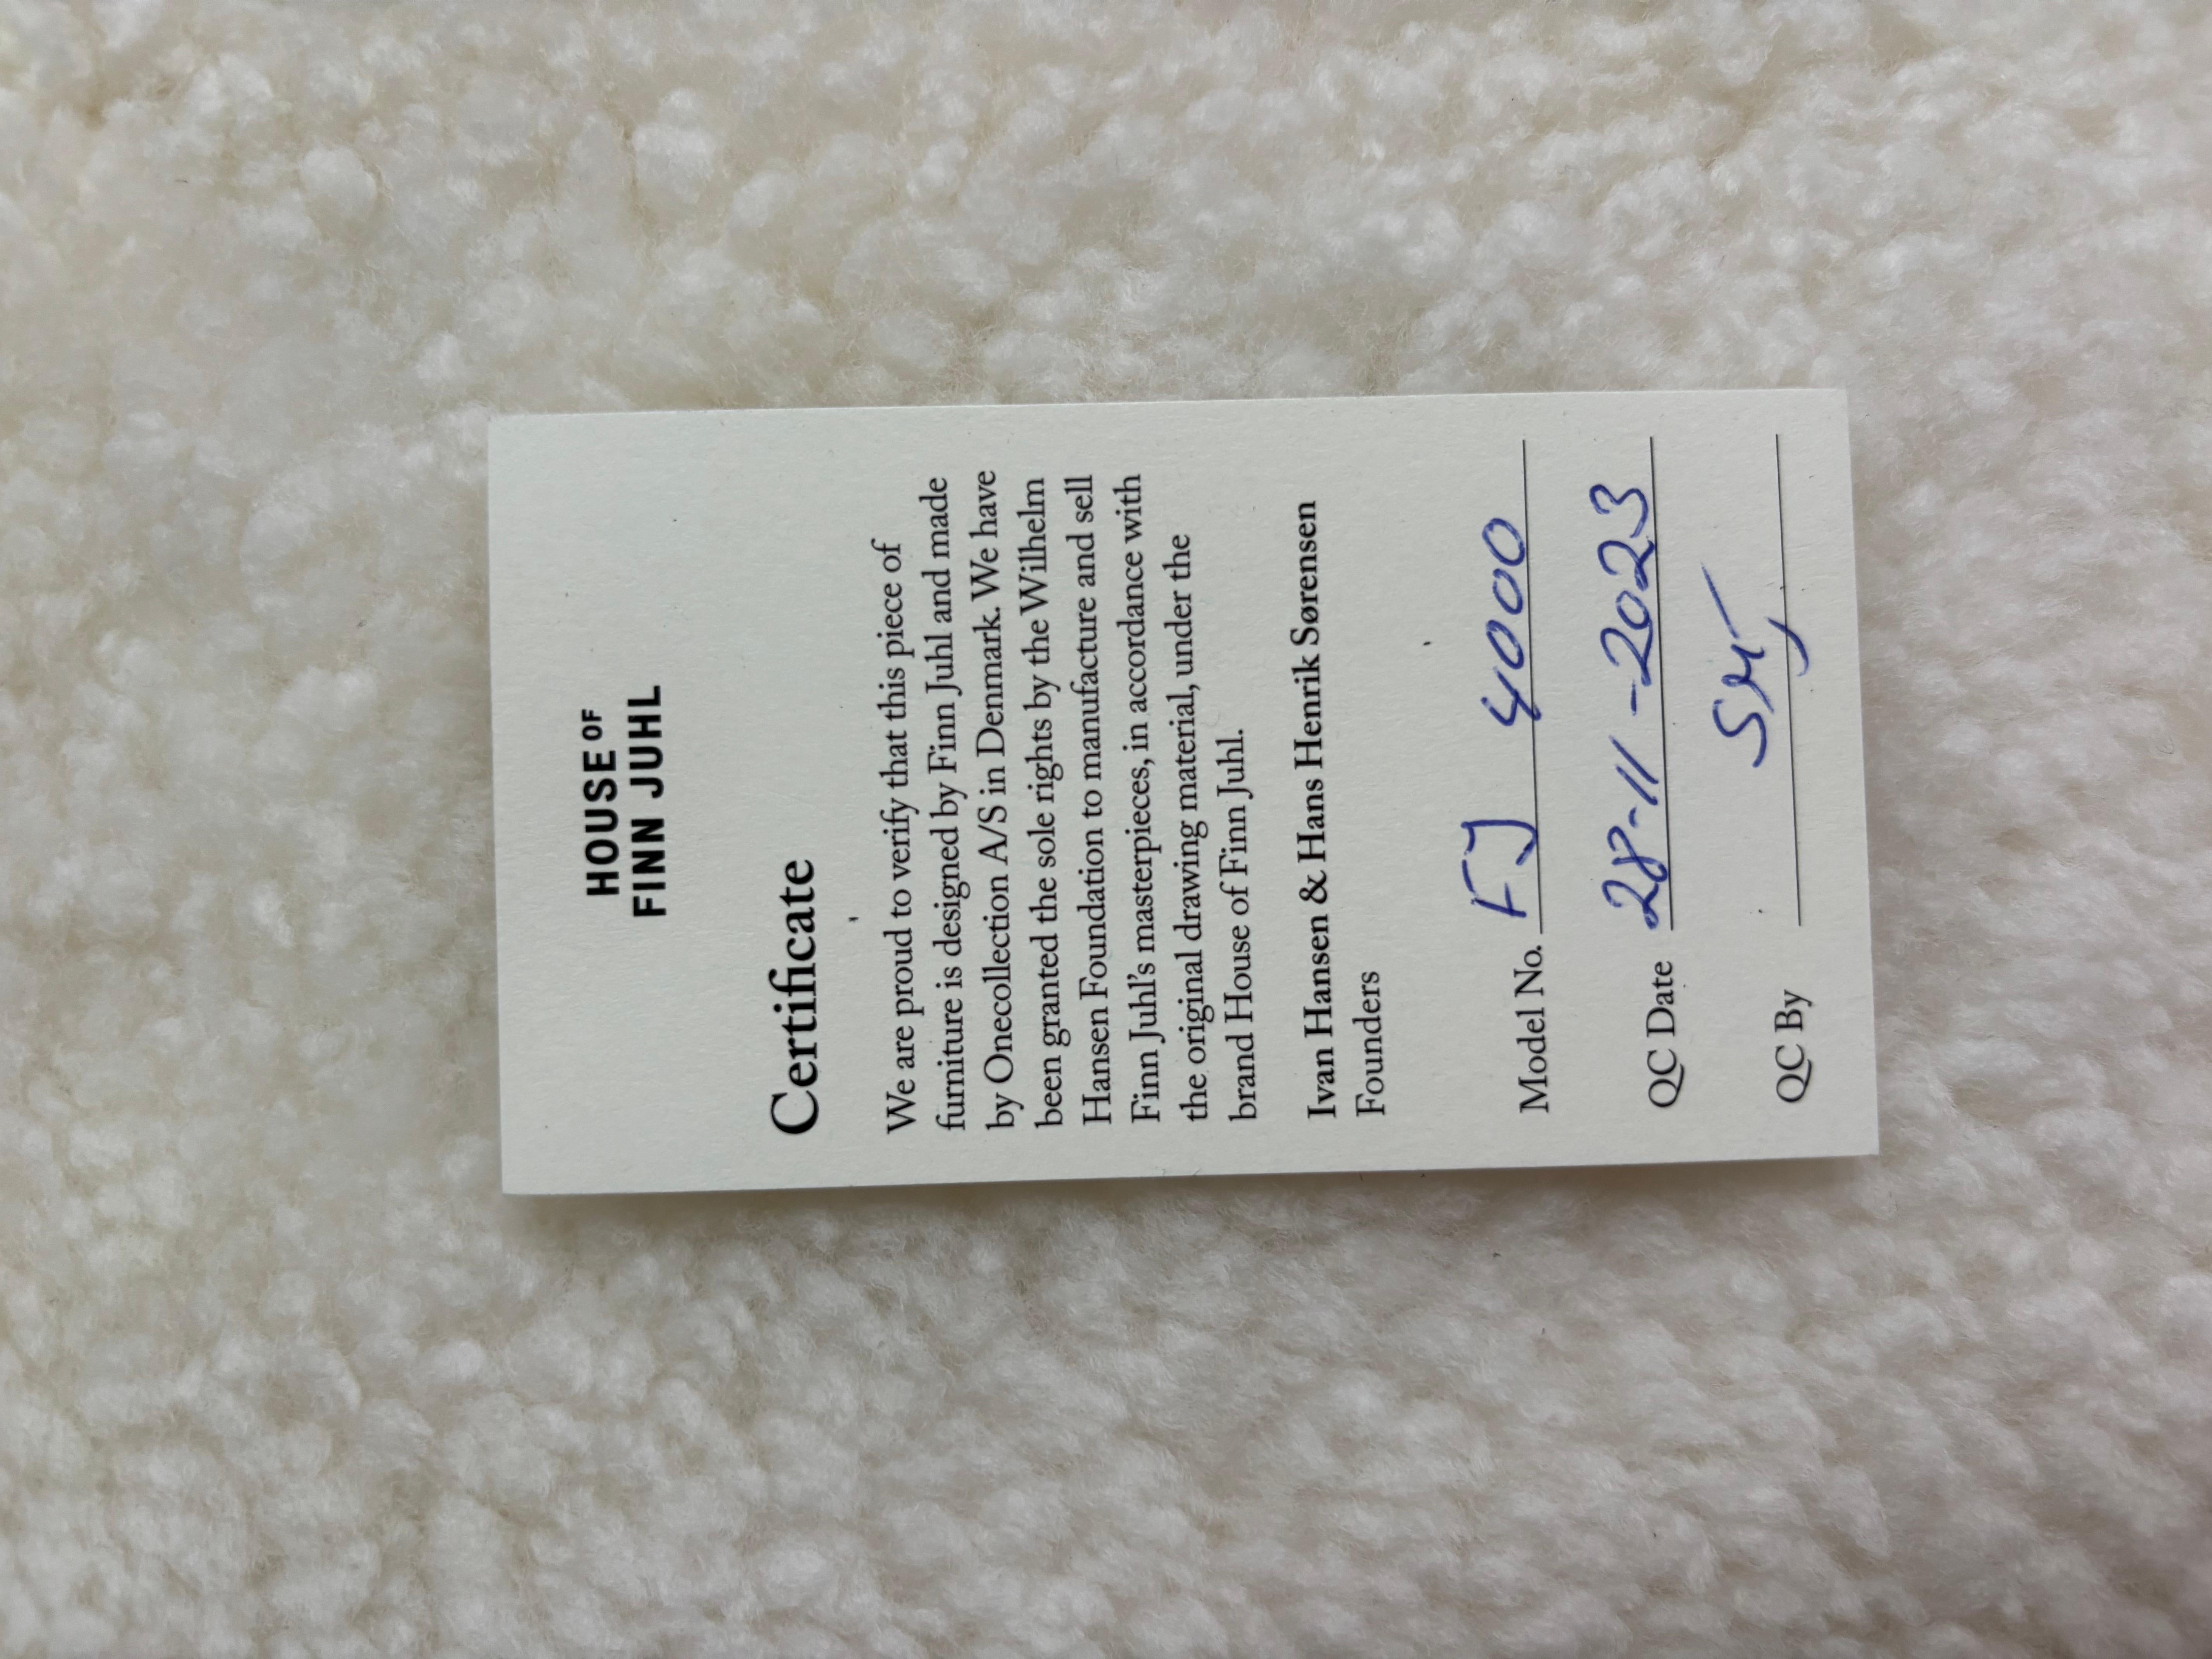 HOUSE OF
FINN JUHL
Certificate
We are proud to verify that this piece of
furniture is designed by Finn Juhl and made
by Onecollection A/S in Denmark. We have
been granted the sole rights by the Wilhelm
Hansen Foundation to manufacture and sell
Finn Juhl's masterpieces, in accordance with
the original drawing material, under the
brand House of Finn Juhl.
Ivan Hansen & Hans Henrik Sørensen
Founders
Model No. FJ 4000
QC Date 28-11-2023
QC By